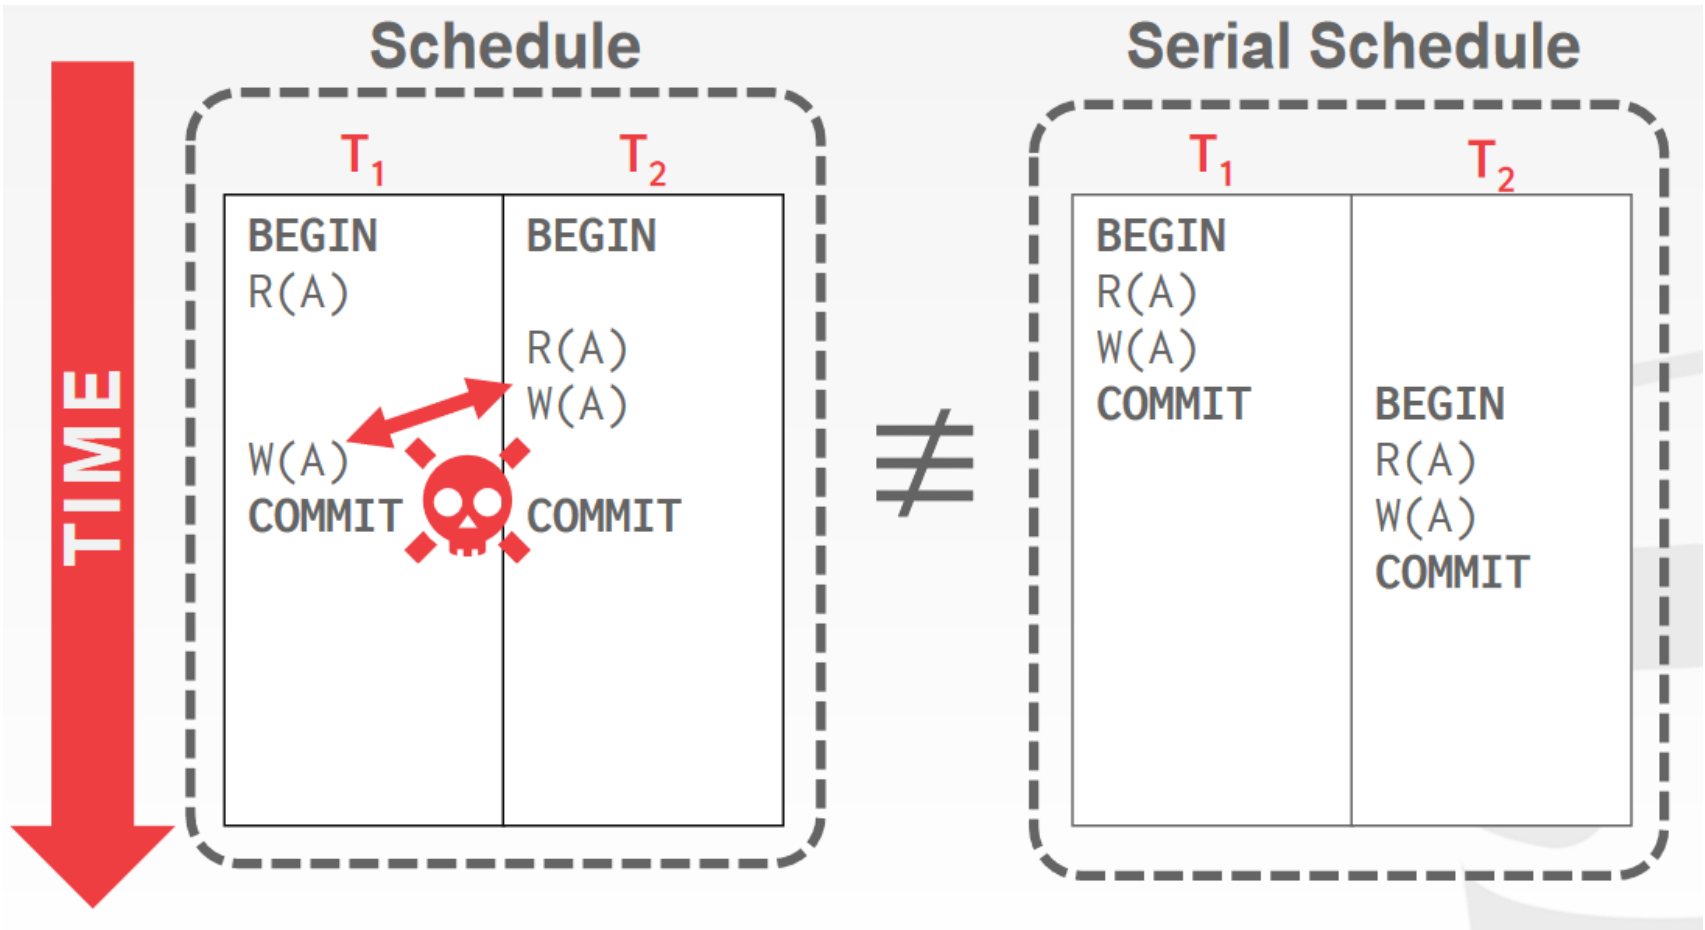 Schedule
Serial Schedule
TIME
T1
T2
BEGIN
R(A)
W(A)
COMMIT
BEGIN
R(A)
W(A)
COMMIT
≢
T1
T2
BEGIN
R(A)
W(A)
COMMIT
BEGIN
R(A)
W(A)
COMMIT